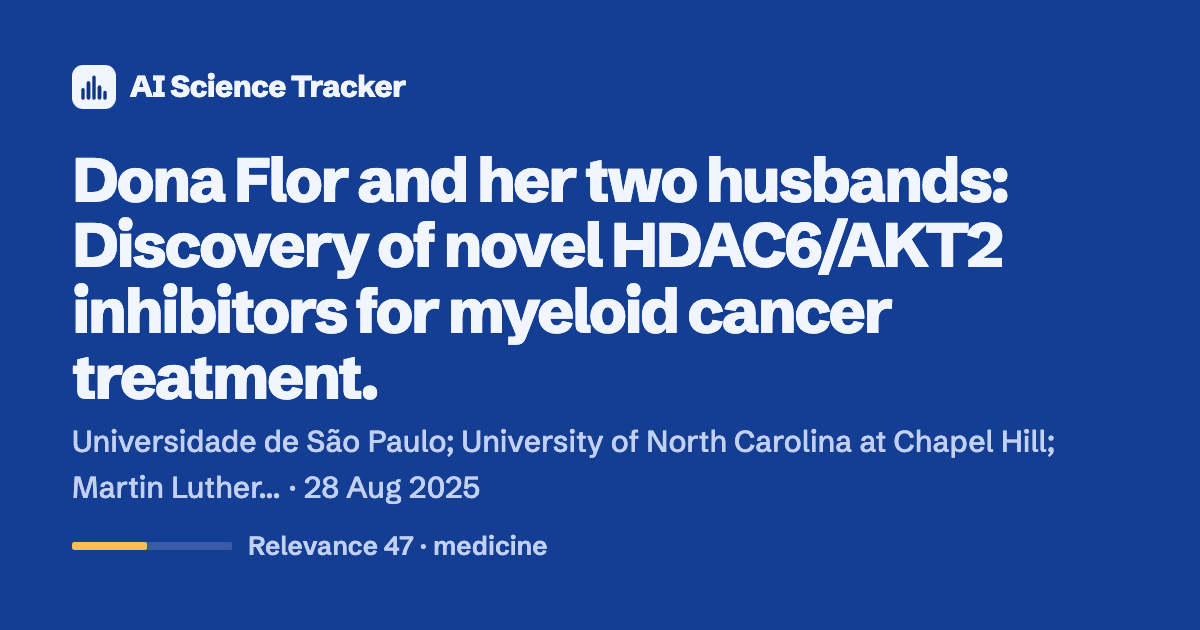 AI Science Tracker
Dona Flor and her two husbands:
Discovery of novel HDAC6/AKT2
inhibitors for myeloid cancer
treatment.
Universidade de São Paulo; University of North Carolina at Chapel Hill;
Martin Luther... · 28 Aug 2025
Relevance 47 · medicine